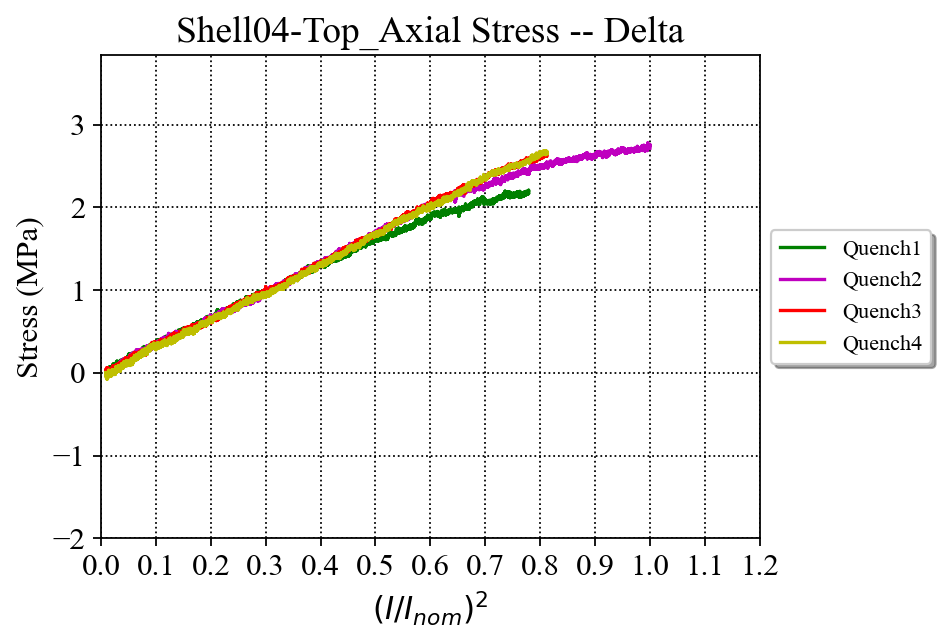 Shell04-Top_Axial Stress -- Delta
Stress (MPa)
3
2
1
0
−1
−2
0.0 0.1 0.2 0.3 0.4 0.5 0.6 0.7 0.8 0.9 1.0 1.1 1.2
(I/I_nom)^2
Quench1
Quench2
Quench3
Quench4